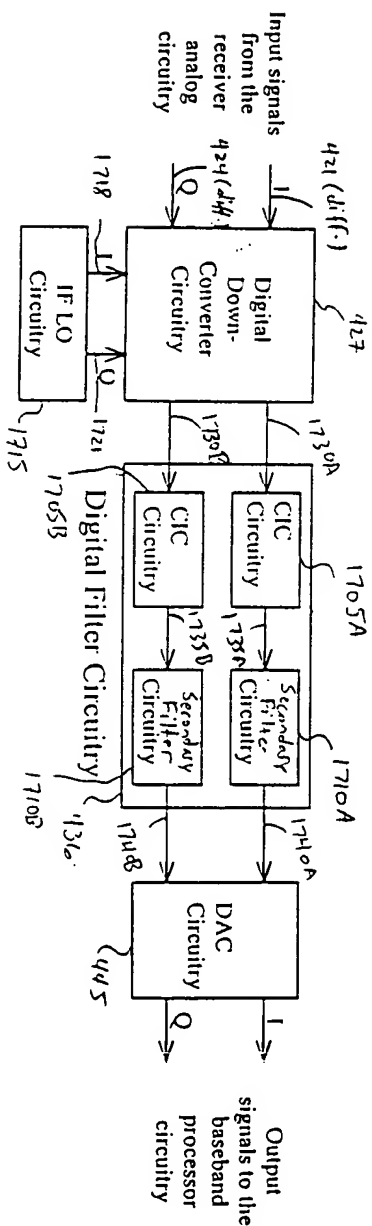 Input signals
from the
receiver
analog
circuitry
421(diff.)
I
424(diff.)
Q
427
Digital
Down-
Converter
Circuitry
1718
I
Q
1721
IF LO
Circuitry
1715
1730A
1730B
1705A
CIC
Circuitry
1735A
Secondary
Filter
Circuitry
1710A
1705B
CIC
Circuitry
1735B
Secondary
Filter
Circuitry
1710B
Digital Filter Circuitry
436.
1740A
1740B
DAC
Circuitry
445
I
Q
Output
signals to the
baseband
processor
circuitry